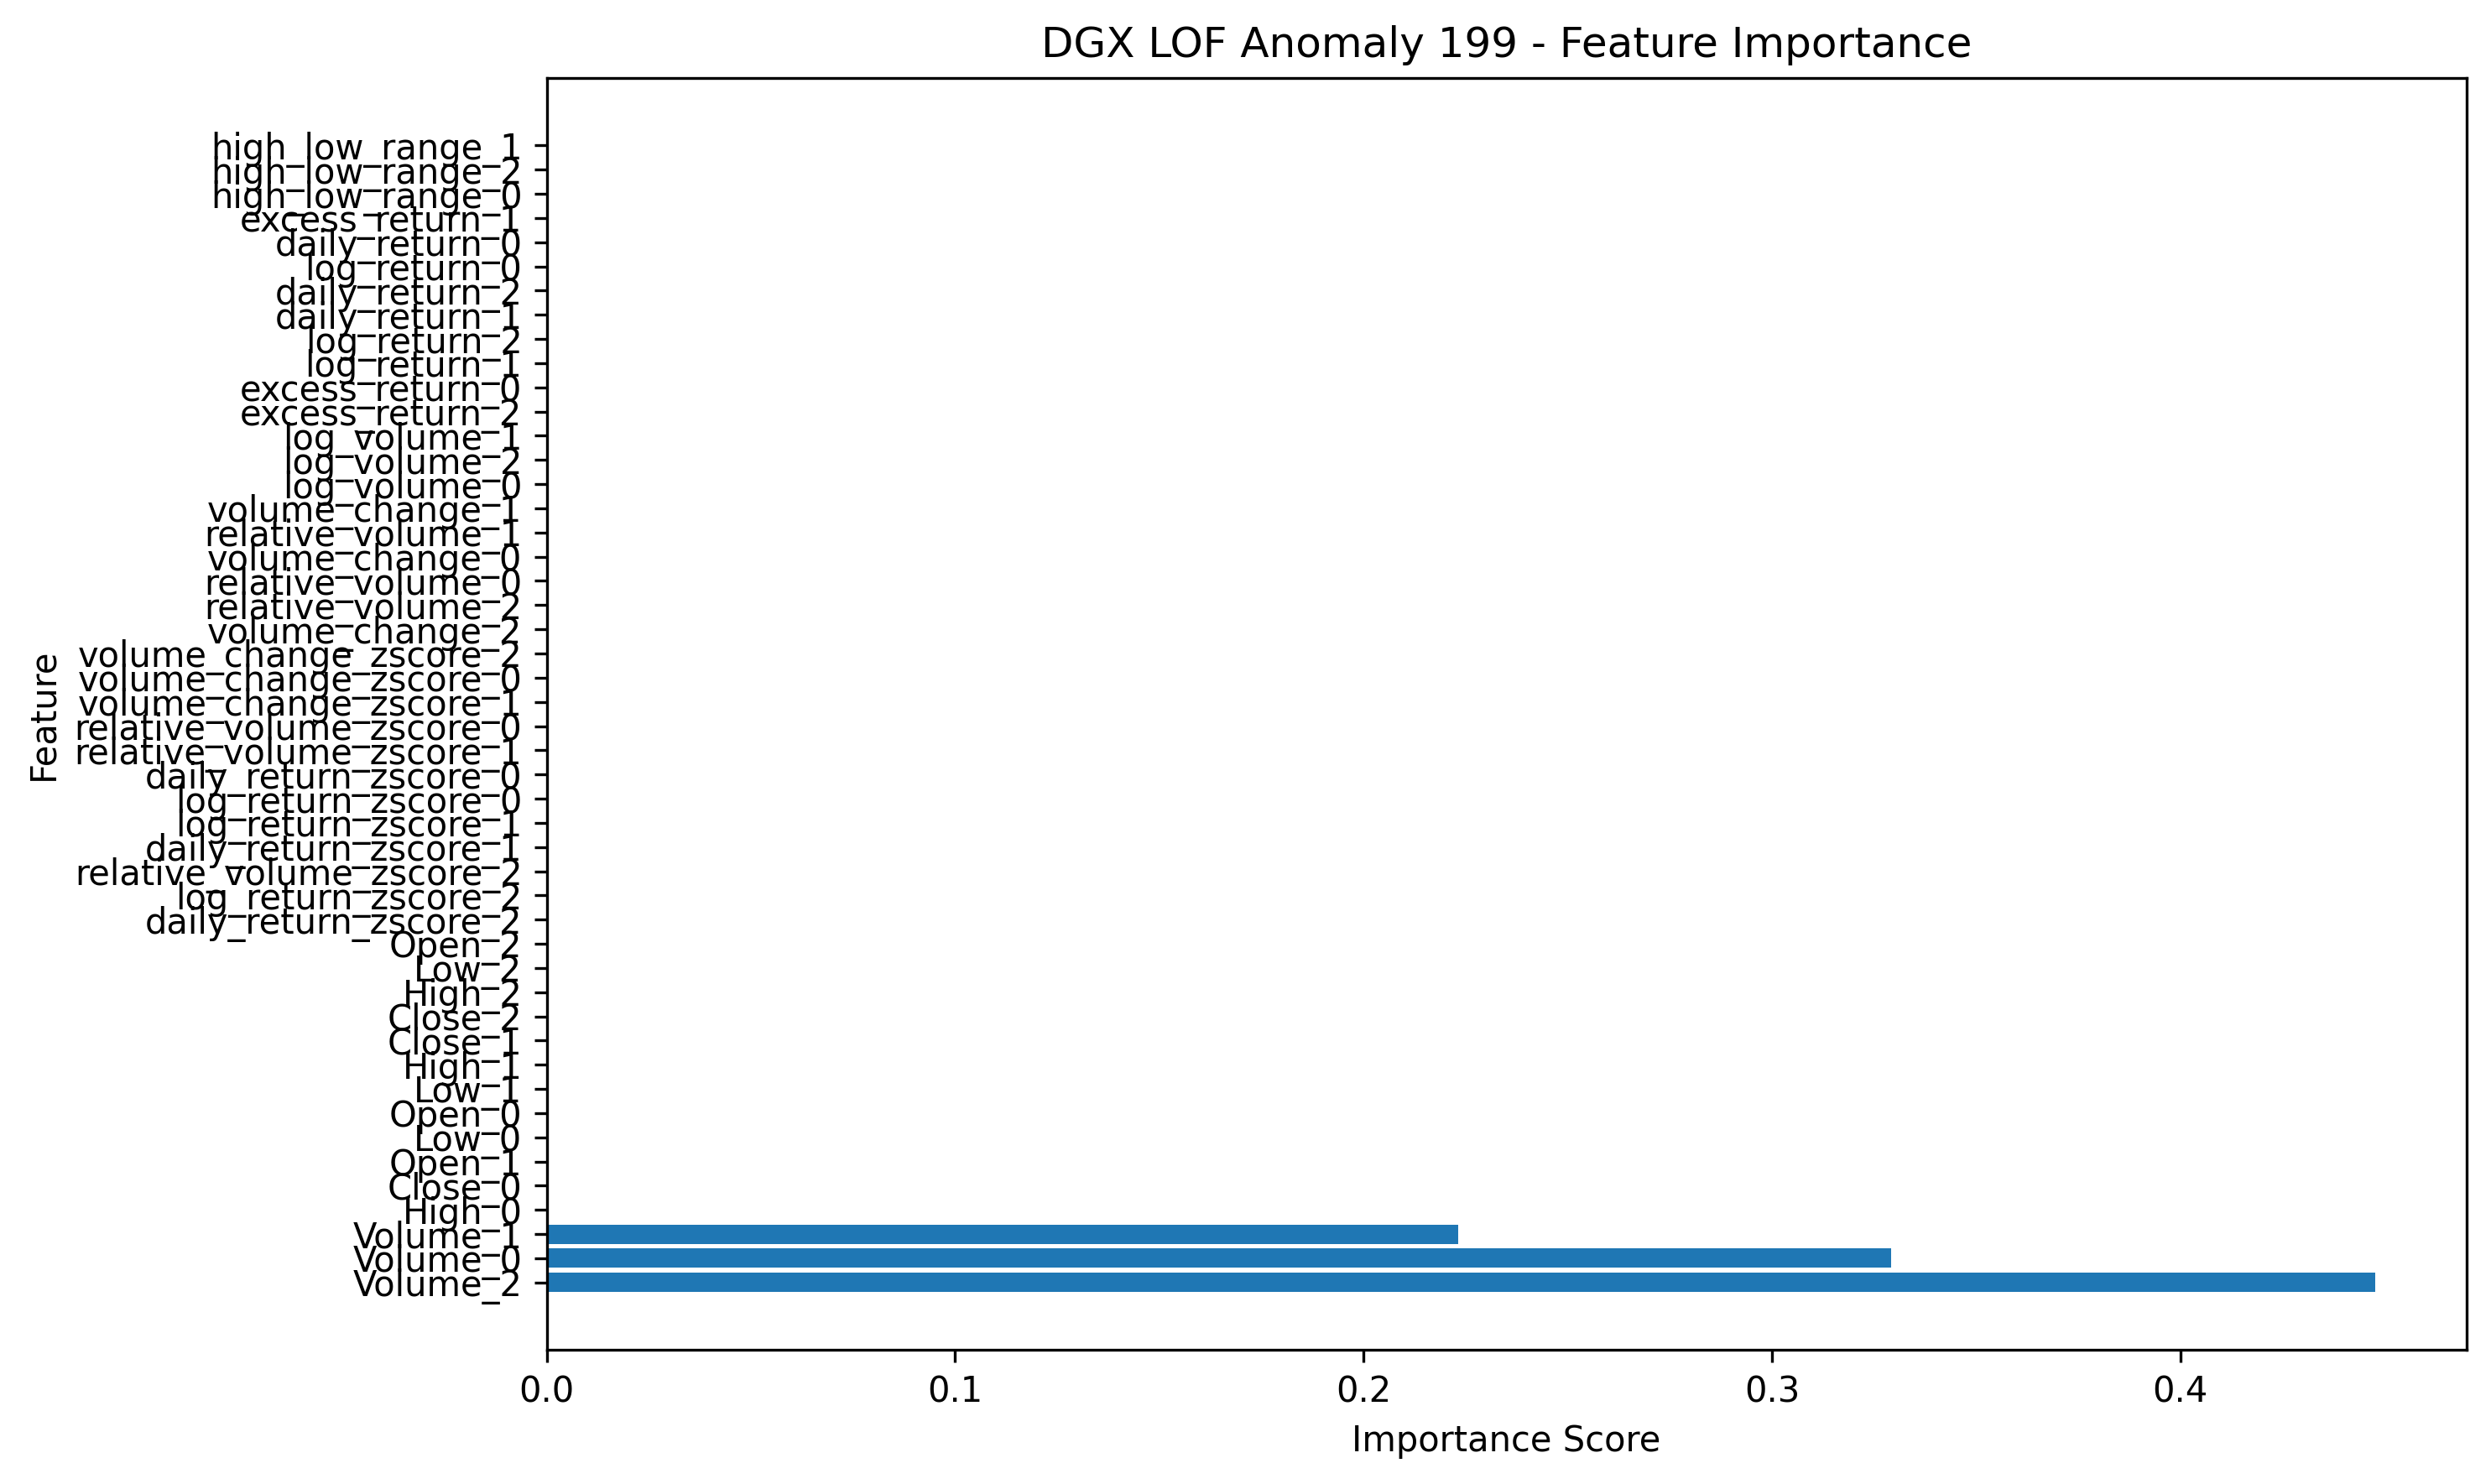 DGX LOF Anomaly 199 - Feature Importance
high_low_range_1
high_low_range_2
high_low_range_0
excess_return_1
daily_return_0
log_return_0
daily_return_2
daily_return_1
log_return_2
log_return_1
excess_return_0
excess_return_2
log_volume_1
log_volume_2
log_volume_0
volume_change_1
relative_volume_1
volume_change_0
relative_volume_0
relative_volume_2
volume_change_2
volume_change_zscore_2
volume_change_zscore_0
volume_change_zscore_1
relative_volume_zscore_0
relative_volume_zscore_1
daily_return_zscore_0
log_return_zscore_0
log_return_zscore_1
daily_return_zscore_1
relative_volume_zscore_2
log_return_zscore_2
daily_return_zscore_2
Open_2
Low_2
High_2
Close_2
Close_1
High_1
Low_1
Open_0
Low_0
Open_1
Close_0
High_0
Volume_1
Volume_0
Volume_2
Feature
0.0 0.1 0.2 0.3 0.4
Importance Score